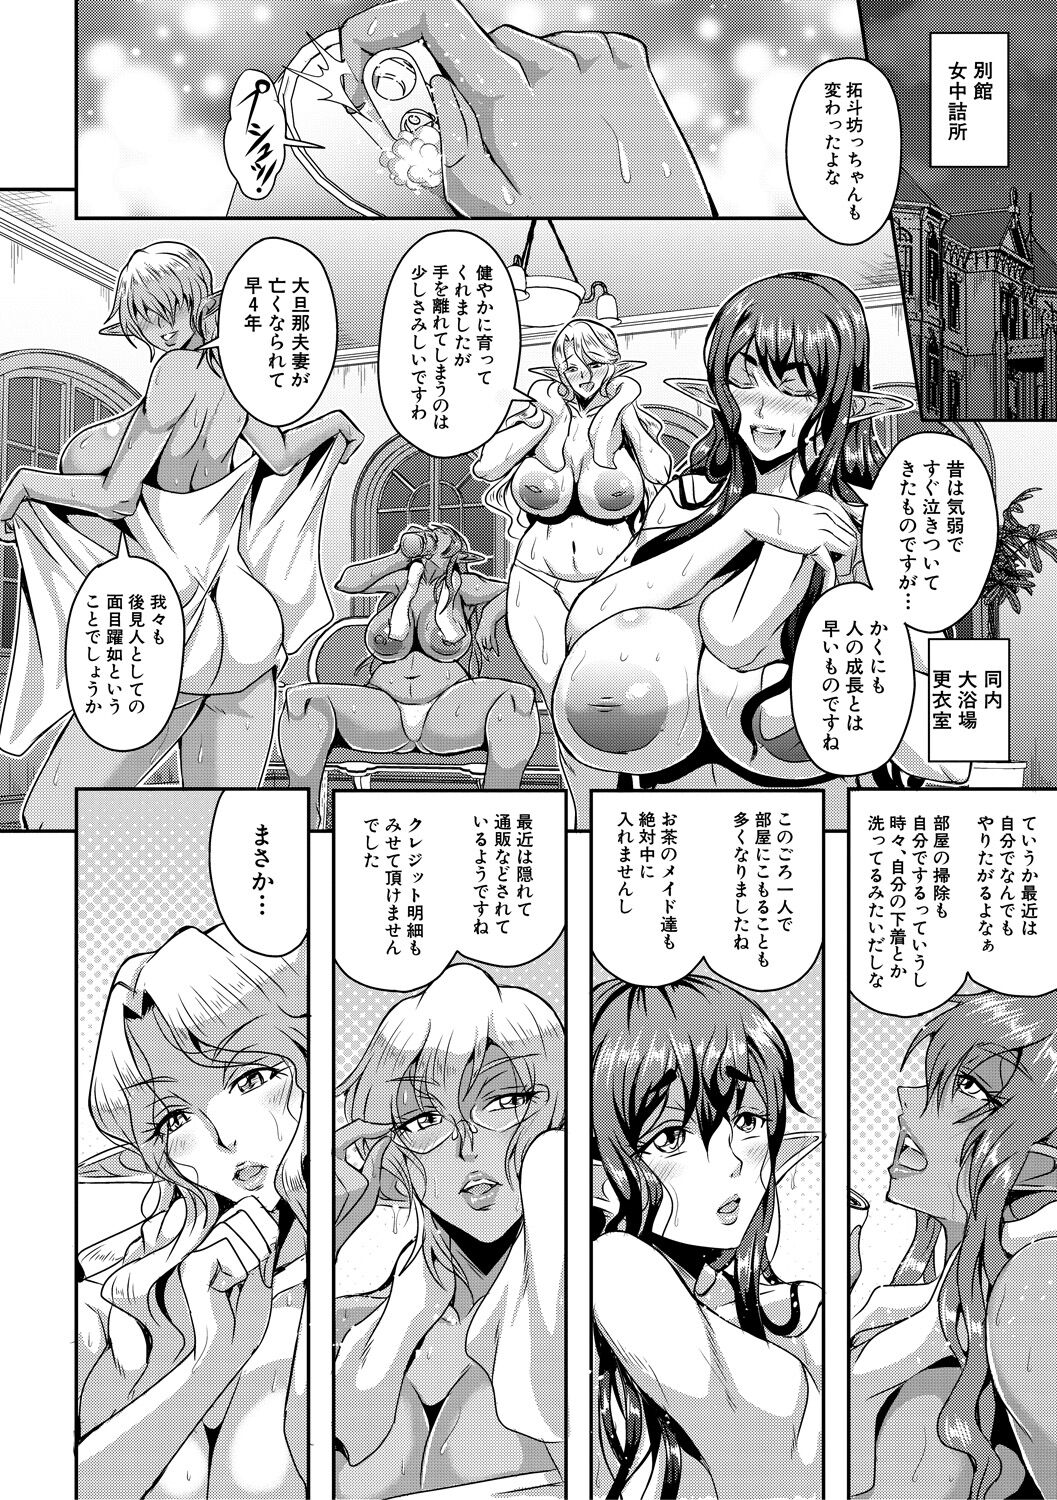 別館
女中詰所
拓斗坊っちゃんも
変わったよな
プシュッ!
昔は気弱で
すぐ泣きついて
きたものですが…
かくにも
人の成長とは
早いものですね
同内
大浴場
更衣室
健やかに育って
くれましたが
手を離れてしまうのは
少しさみしいですわ
大旦那夫妻が
亡くなられて
早4年
我々も
後見人としての
面目躍如という
ことでしょうか
ていうか最近は
自分でなんでも
やりたがるよなぁ
部屋の掃除も
自分でするっていうし
時々、自分の下着とか
洗ってるみたいだしな
このごろ一人で
部屋にこもることも
多くなりましたね
お茶のメイド達も
絶対中に
入れませんし
最近は隠れて
通販などされて
いるようですね
クレジット明細も
みせて頂けません
でした
まさか…